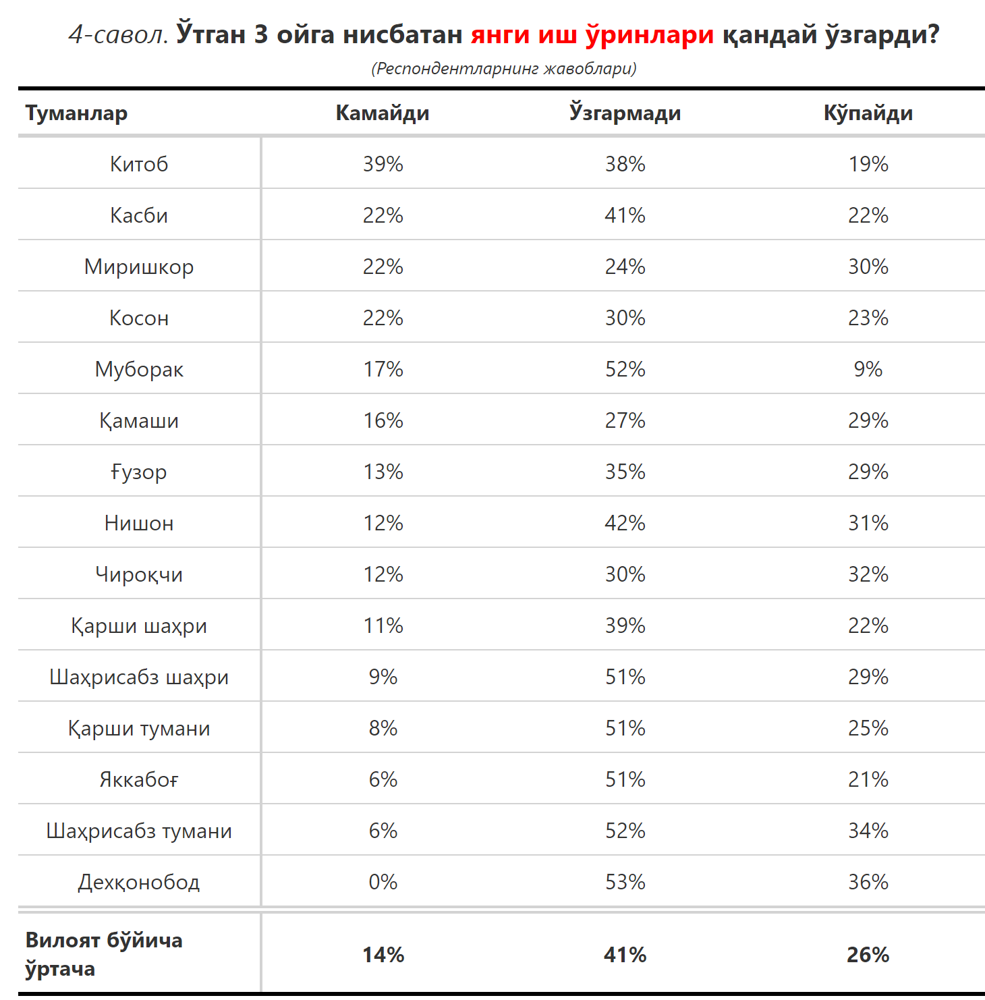 4-савол. Ўтган 3 ойга нисбатан янги иш ўринлари қандай ўзгарди?
(Респондентларнинг жавоблари)
Туманлар Камайди Ўзгармади Кўпайди
Китоб 39% 38% 19%
Касби 22% 41% 22%
Миришкор 22% 24% 30%
Косон 22% 30% 23%
Муборак 17% 52% 9%
Қамаши 16% 27% 29%
Ғузор 13% 35% 29%
Нишон 12% 42% 31%
Чироқчи 12% 30% 32%
Қарши шаҳри 11% 39% 22%
Шаҳрисабз шаҳри 9% 51% 29%
Қарши тумани 8% 51% 25%
Яккабоғ 6% 51% 21%
Шаҳрисабз тумани 6% 52% 34%
Дехқонобод 0% 53% 36%
Вилоят бўйича
ўртача 14% 41% 26%